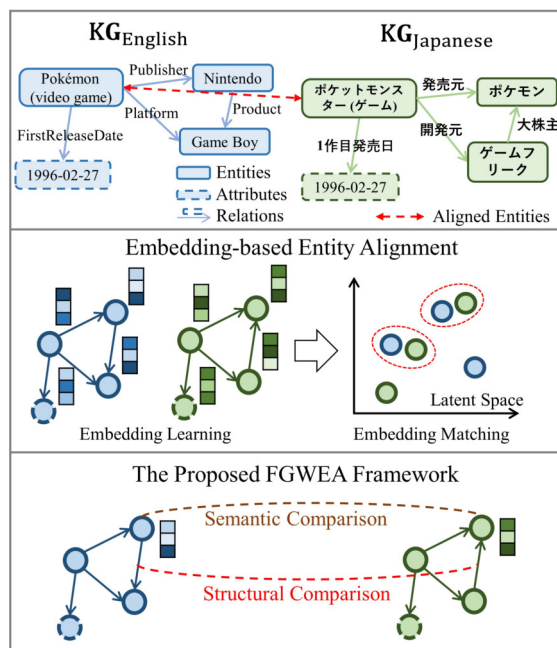 KG_English
KG_Japanese
Pokémon
(video game)
Publisher
Nintendo
Platform
Product
FirstReleaseDate
Game Boy
1996-02-27
Entities
Attributes
Relations
ポケットモンスター (ゲーム)
発売元
ポケモン
開発元
大株主
1作目発売日
ゲームフリーク
1996-02-27
Aligned Entities
Embedding-based Entity Alignment
Latent Space
Embedding Learning
Embedding Matching
The Proposed FGWEA Framework
Semantic Comparison
Structural Comparison